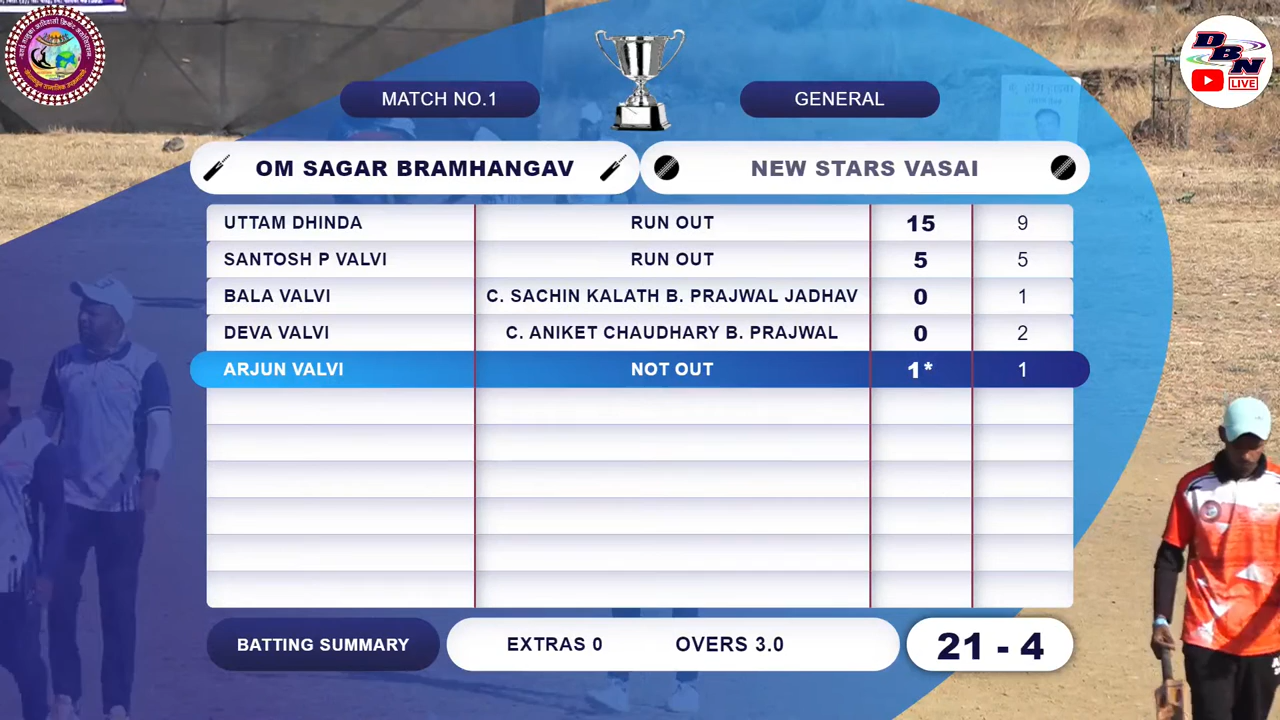 DBN
LIVE
MATCH NO.1
GENERAL
OM SAGAR BRAMHANGAV
NEW STARS VASAI
UTTAM DHINDA RUN OUT 15 9
SANTOSH P VALVI RUN OUT 5 5
BALA VALVI C. SACHIN KALATH B. PRAJWAL JADHAV 0 1
DEVA VALVI C. ANIKET CHAUDHARY B. PRAJWAL 0 2
ARJUN VALVI NOT OUT 1* 1
BATTING SUMMARY EXTRAS 0 OVERS 3.0 21 - 4